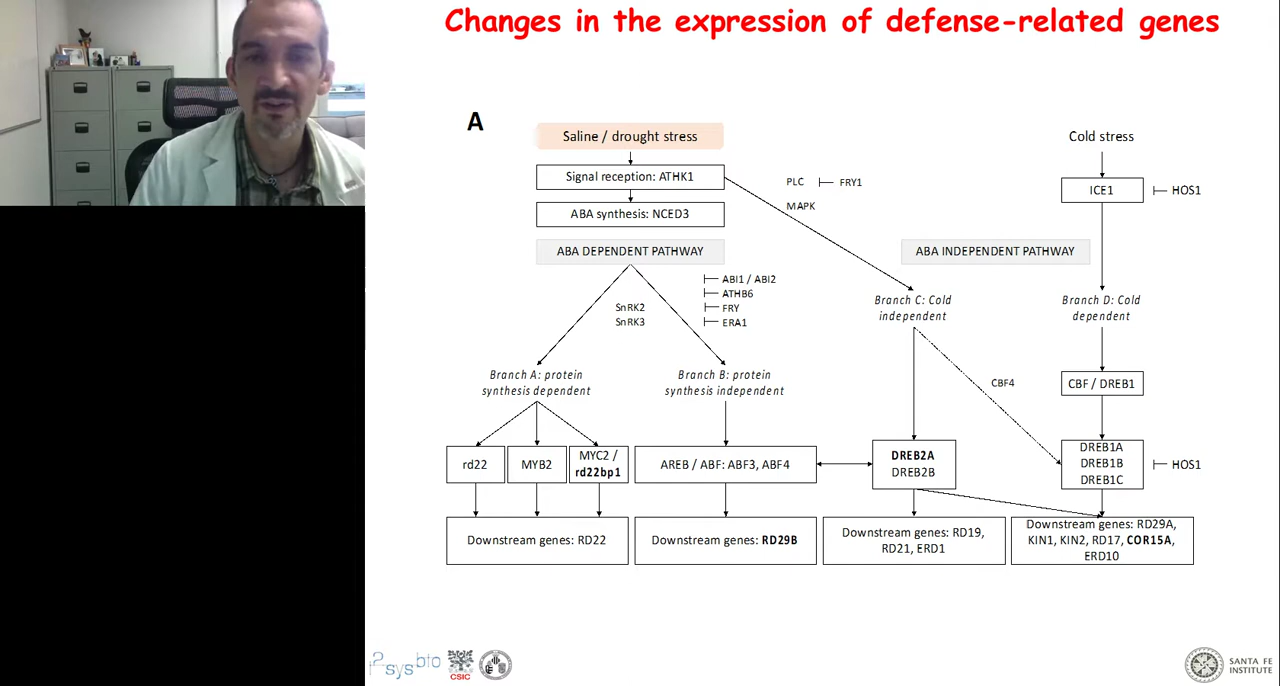 Changes in the expression of defense-related genes
A
Saline / drought stress
Cold stress
Signal reception: ATHK1
PLC
FRY1
MAPK
ICE1
HOS1
ABA synthesis: NCED3
ABA DEPENDENT PATHWAY
ABA INDEPENDENT PATHWAY
ABI1 / ABI2
ATHB6
FRY
ERA1
SnRK2
SnRK3
Branch C: Cold
independent
Branch D: Cold
dependent
Branch A: protein
synthesis dependent
Branch B: protein
synthesis independent
CBF4
CBF / DREB1
rd22
MYB2
MYC2 /
rd22bp1
AREB / ABF: ABF3, ABF4
DREB2A
DREB2B
DREB1A
DREB1B
DREB1C
HOS1
Downstream genes: RD22
Downstream genes: RD29B
Downstream genes: RD19,
RD21, ERD1
Downstream genes: RD29A,
KIN1, KIN2, RD17, COR15A,
ERD10
i2sysbio
CSIC
SANTA FE
INSTITUTE